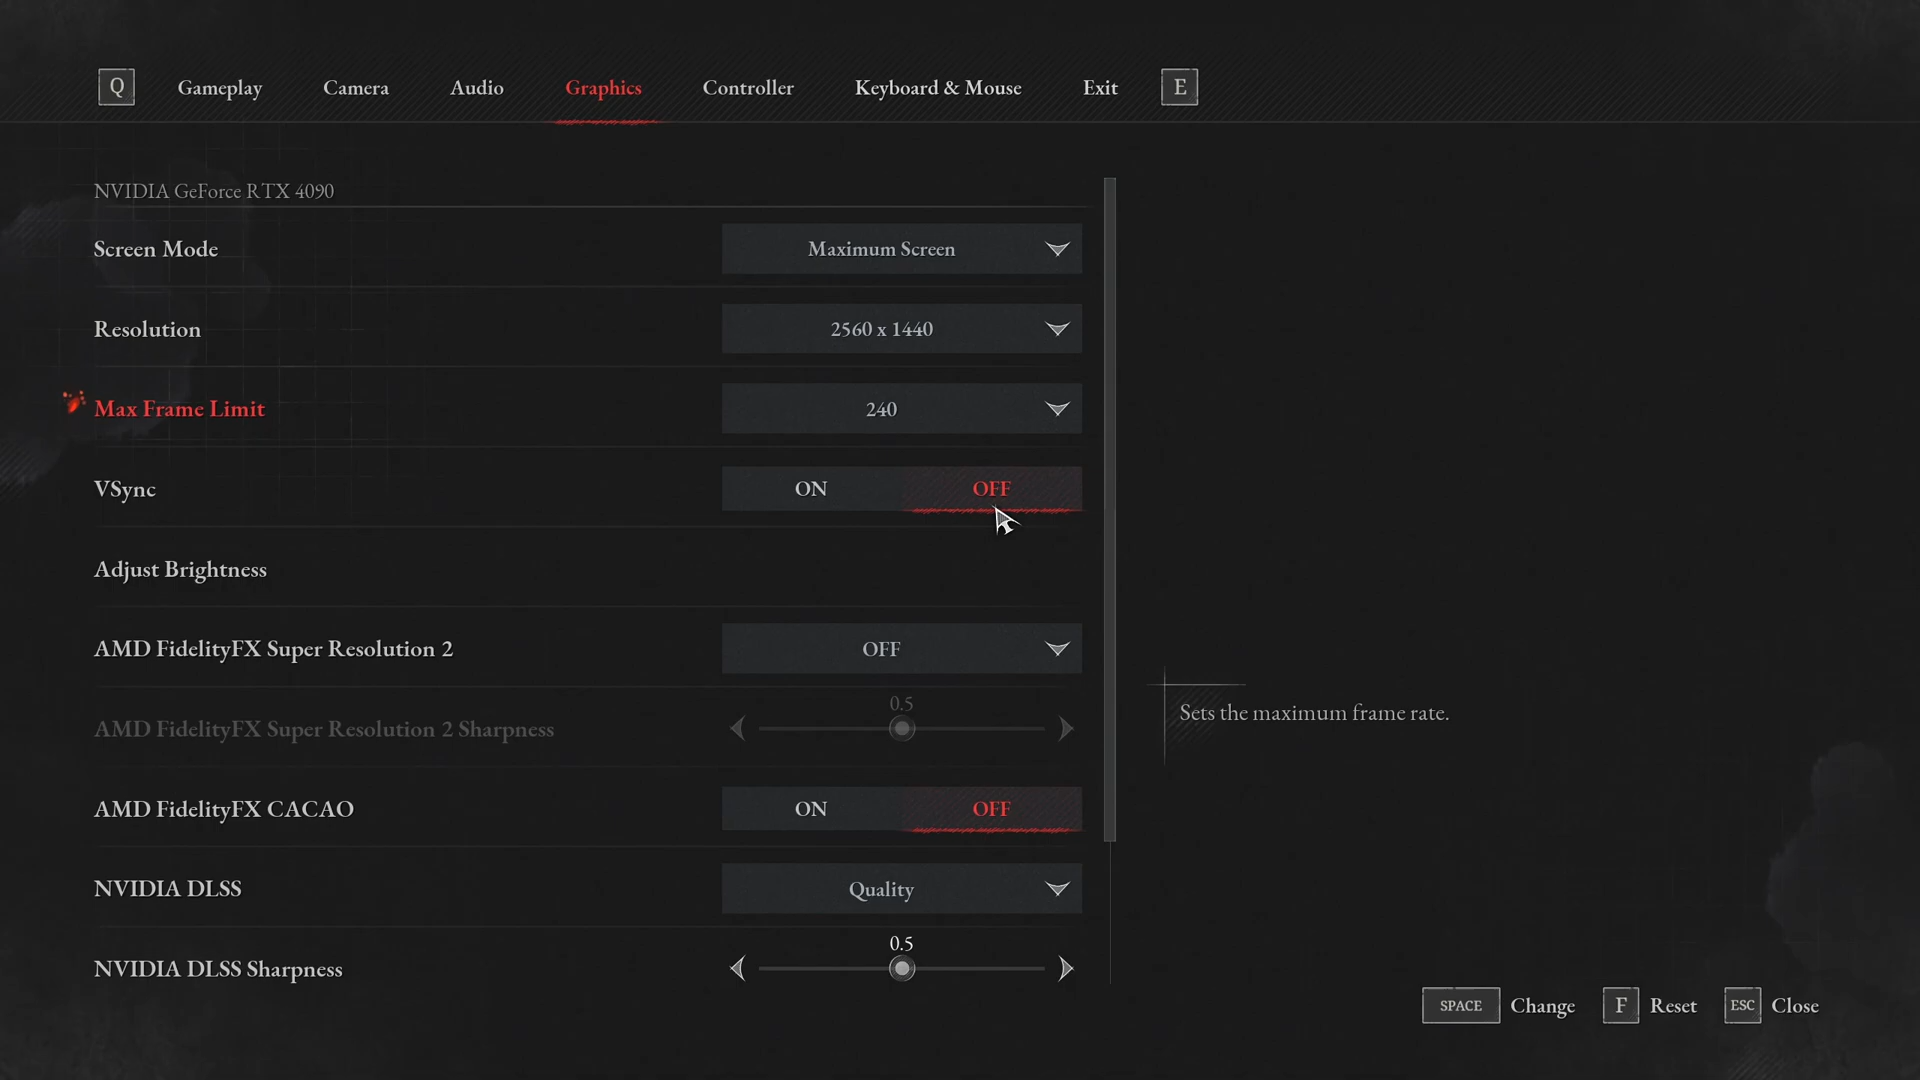 Q Gameplay Camera Audio Graphics Controller Keyboard & Mouse Exit E
NVIDIA GeForce RTX 4090
Screen Mode Maximum Screen
Resolution 2560 x 1440
Max Frame Limit 240
VSync ON OFF
Adjust Brightness
AMD FidelityFX Super Resolution 2 OFF
0.5
AMD FidelityFX Super Resolution 2 Sharpness
Sets the maximum frame rate.
AMD FidelityFX CACAO ON OFF
NVIDIA DLSS Quality
0.5
NVIDIA DLSS Sharpness
SPACE Change F Reset ESC Close